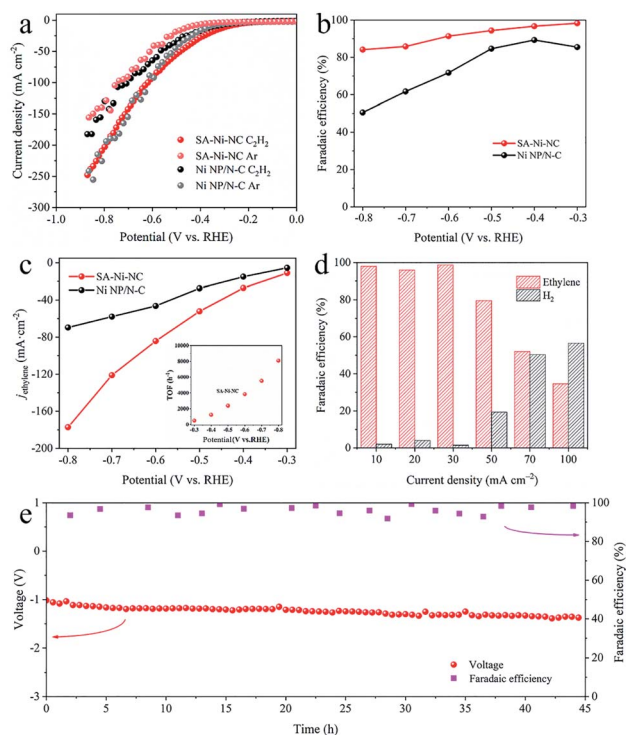 a
Current density (mA cm⁻²)
0
-50
-100
-150
-200
-250
-300
-1.0
-0.8
-0.6
-0.4
-0.2
0.0
Potential (V vs. RHE)
SA-Ni-NC C₂H₂
SA-Ni-NC Ar
Ni NP/N-C C₂H₂
Ni NP/N-C Ar
b
Faradic efficiency (%)
100
80
60
40
20
0
-0.8
-0.7
-0.6
-0.5
-0.4
-0.3
Potential (V vs. RHE)
SA-Ni-NC
Ni NP/N-C
c
j ethylene (mA·cm⁻²)
0
-40
-80
-120
-160
-200
-0.8
-0.7
-0.6
-0.5
-0.4
-0.3
Potential (V vs. RHE)
SA-Ni-NC
Ni NP/N-C
TOF (h⁻¹)
10000
8000
6000
4000
2000
0
SA-Ni-NC
-0.3
-0.4
-0.5
-0.6
-0.7
-0.8
Potential(V vs.RHE)
d
Faradaic efficiency (%)
100
80
60
40
20
0
10
20
30
50
70
100
Current density (mA cm⁻²)
Ethylene
H₂
e
Voltage (V)
1
0
-1
-2
-3
0
5
10
15
20
25
30
35
40
45
Time (h)
Voltage
Faradaic efficiency
100
80
60
40
20
0
Faradaic efficiency (%)